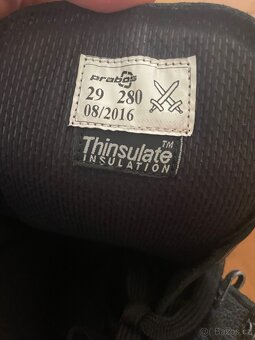 prabos
29 280
08/2016
Thinsulate™
INSULATION